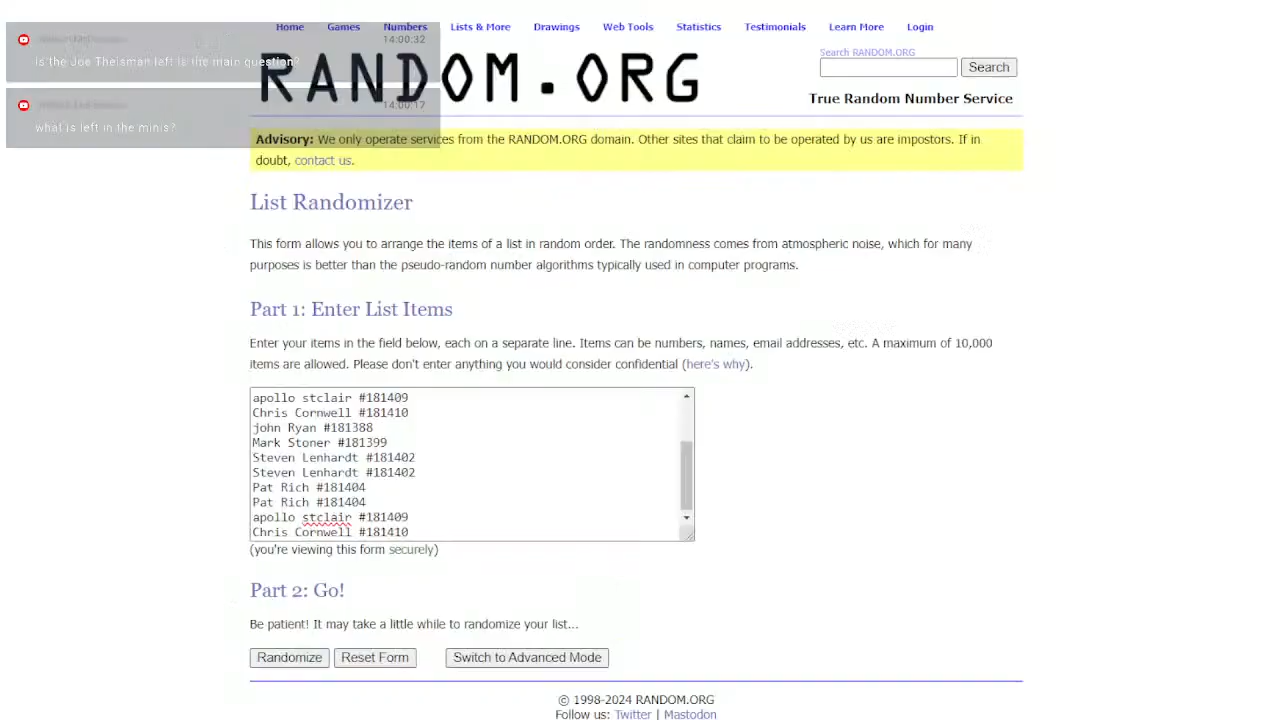 Home Games Numbers Lists & More Drawings Web Tools Statistics Testimonials Learn More Login
14:00:32
is the Joe Theisman left is the main question?
14:00:17
what is left in the minis?
RANDOM.ORG
Search RANDOM.ORG
Search
True Random Number Service
Advisory: We only operate services from the RANDOM.ORG domain. Other sites that claim to be operated by us are impostors. If in
doubt, contact us.
List Randomizer
This form allows you to arrange the items of a list in random order. The randomness comes from atmospheric noise, which for many
purposes is better than the pseudo-random number algorithms typically used in computer programs.
Part 1: Enter List Items
Enter your items in the field below, each on a separate line. Items can be numbers, names, email addresses, etc. A maximum of 10,000
items are allowed. Please don't enter anything you would consider confidential (here's why).
apollo stclair #181409
Chris Cornwell #181410
john Ryan #181388
Mark Stoner #181399
Steven Lenhardt #181402
Steven Lenhardt #181402
Pat Rich #181404
Pat Rich #181404
apollo stclair #181409
Chris Cornwell #181410
(you're viewing this form securely)
Part 2: Go!
Be patient! It may take a little while to randomize your list...
Randomize Reset Form Switch to Advanced Mode
© 1998-2024 RANDOM.ORG
Follow us: Twitter | Mastodon